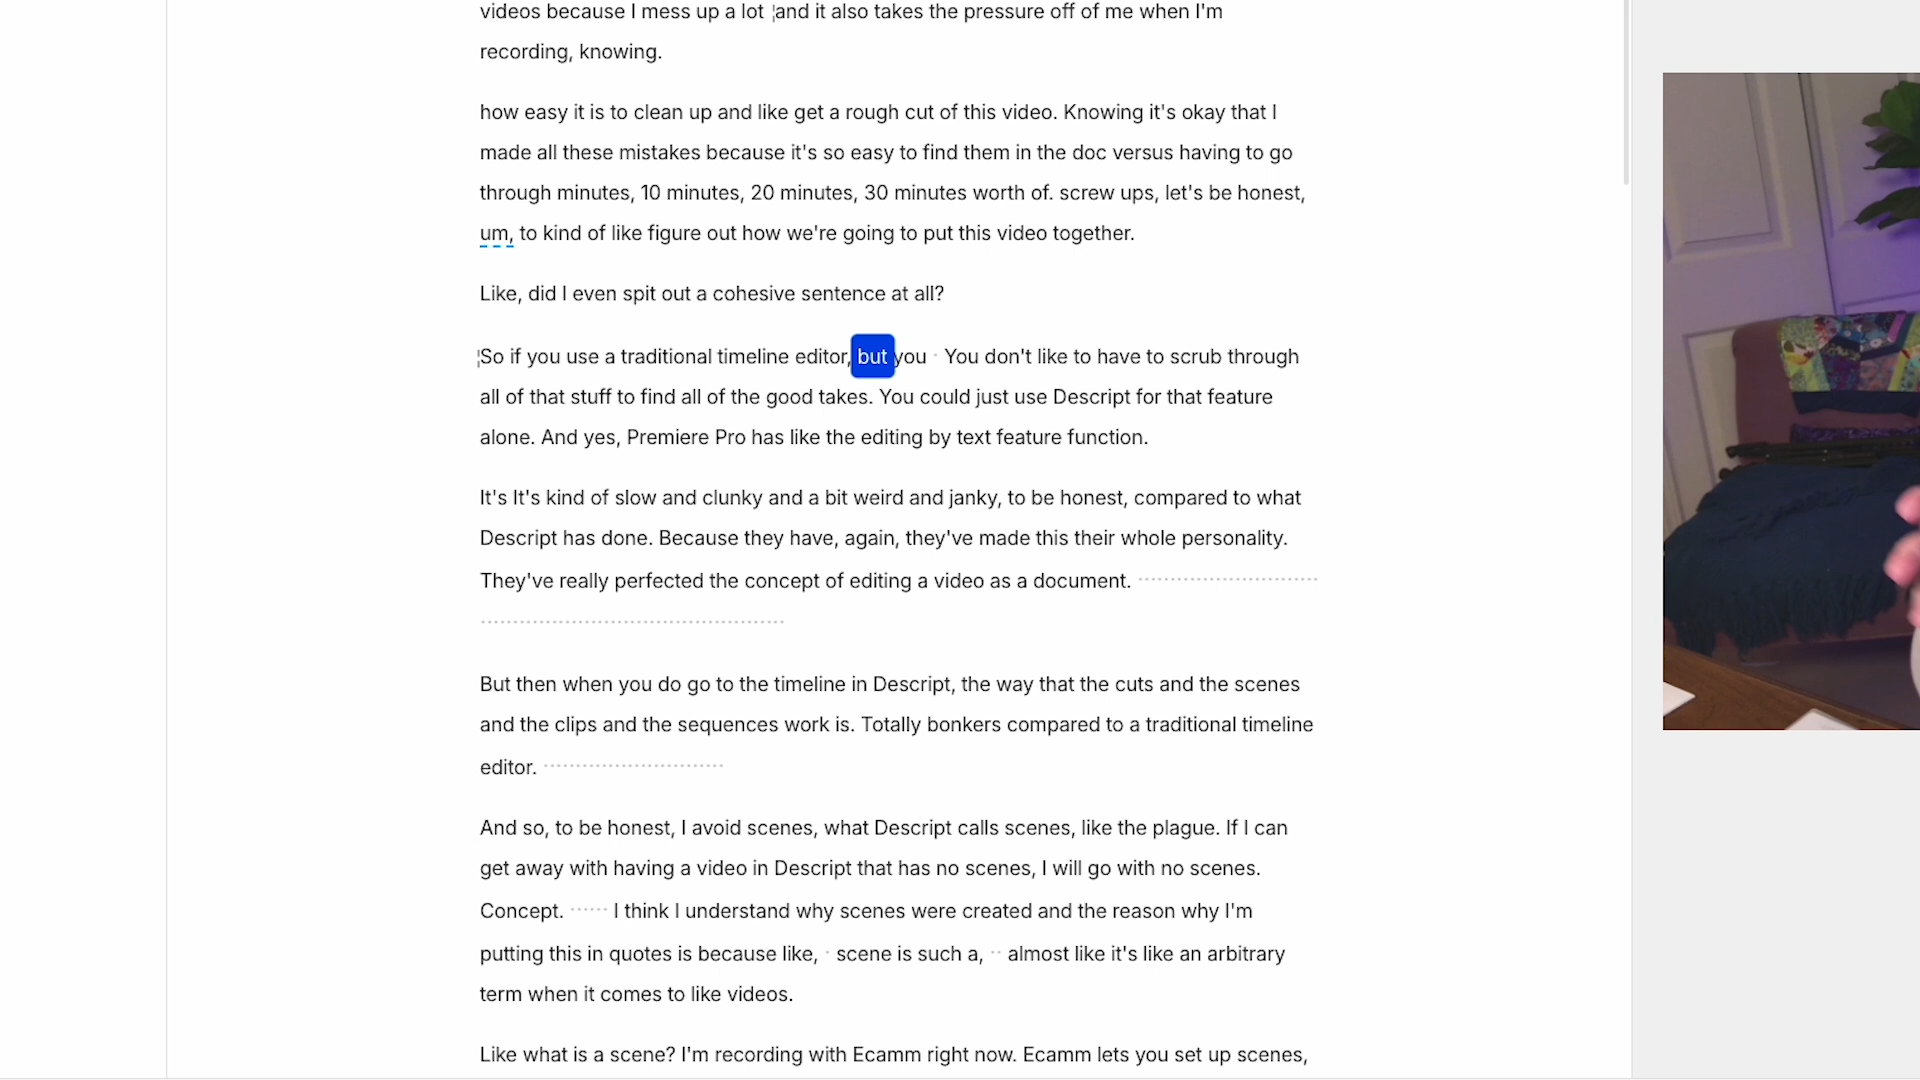 videos because I mess up a lot ¦and it also takes the pressure off of me when I'm
recording, knowing.
how easy it is to clean up and like get a rough cut of this video. Knowing it's okay that I
made all these mistakes because it's so easy to find them in the doc versus having to go
through minutes, 10 minutes, 20 minutes, 30 minutes worth of. screw ups, let's be honest,
um, to kind of like figure out how we're going to put this video together.
Like, did I even spit out a cohesive sentence at all?
¦So if you use a traditional timeline editor, but you · You don't like to have to scrub through
all of that stuff to find all of the good takes. You could just use Descript for that feature
alone. And yes, Premiere Pro has like the editing by text feature function.
It's It's kind of slow and clunky and a bit weird and janky, to be honest, compared to what
Descript has done. Because they have, again, they've made this their whole personality.
They've really perfected the concept of editing a video as a document.
But then when you do go to the timeline in Descript, the way that the cuts and the scenes
and the clips and the sequences work is. Totally bonkers compared to a traditional timeline
editor.
And so, to be honest, I avoid scenes, what Descript calls scenes, like the plague. If I can
get away with having a video in Descript that has no scenes, I will go with no scenes.
Concept. ······ I think I understand why scenes were created and the reason why I'm
putting this in quotes is because like, · scene is such a, ·· almost like it's like an arbitrary
term when it comes to like videos.
Like what is a scene? I'm recording with Ecamm right now. Ecamm lets you set up scenes,